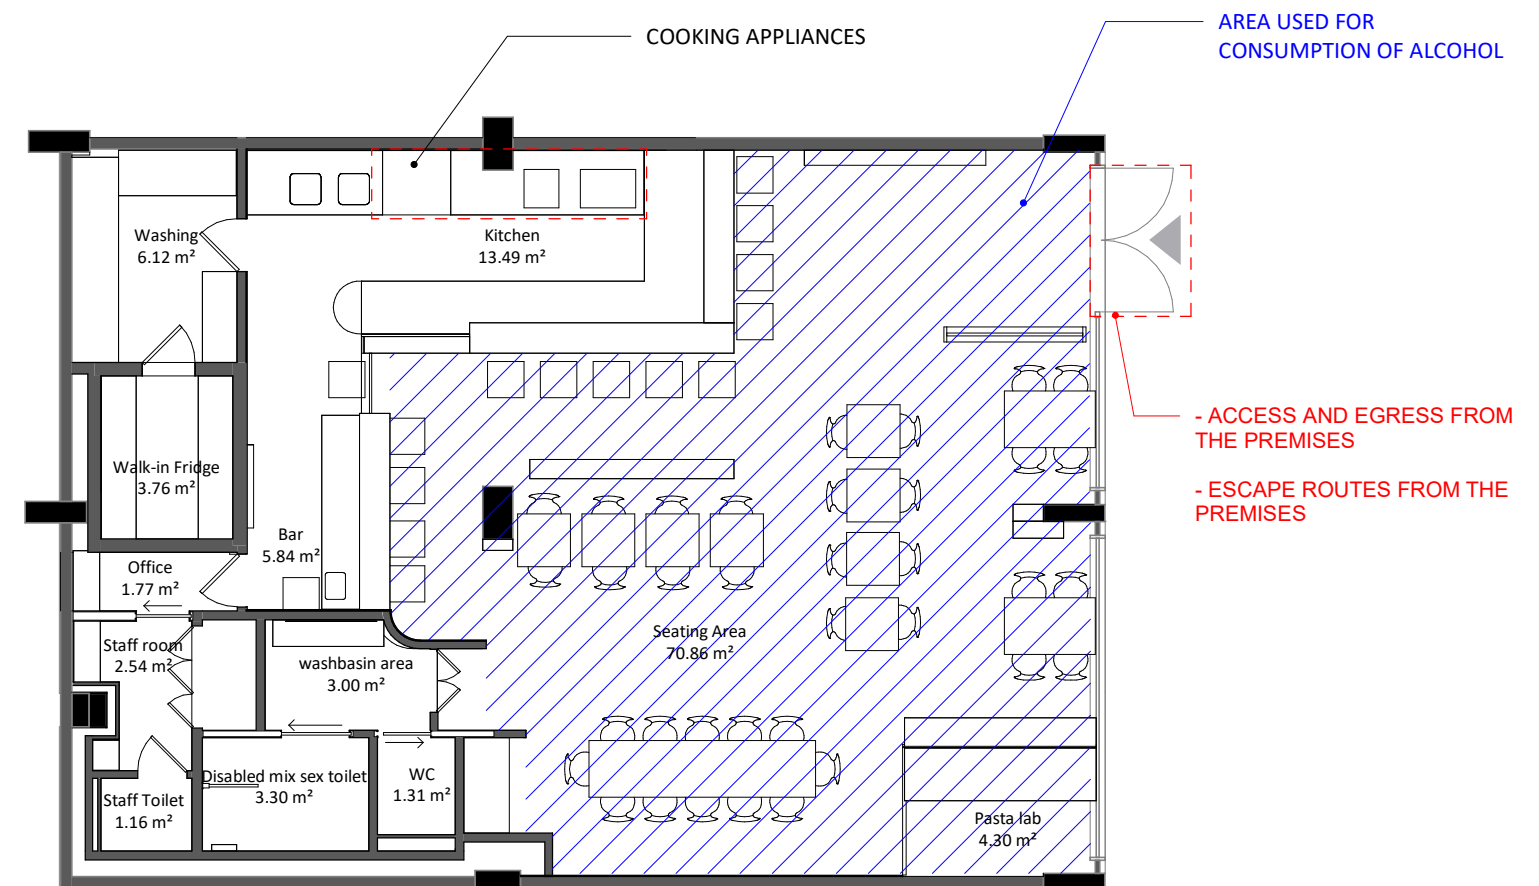 COOKING APPLIANCES
AREA USED FOR
CONSUMPTION OF ALCOHOL
Washing
6.12 m²
Kitchen
13.49 m²
- ACCESS AND EGRESS FROM
THE PREMISES
- ESCAPE ROUTES FROM THE
PREMISES
Walk-in Fridge
3.76 m²
Bar
5.84 m²
Office
1.77 m²
Staff room
2.54 m²
washbasin area
3.00 m²
Seating Area
70.86 m²
Disabled mix sex toilet
3.30 m²
WC
1.31 m²
Staff Toilet
1.16 m²
Pasta lab
4.30 m²